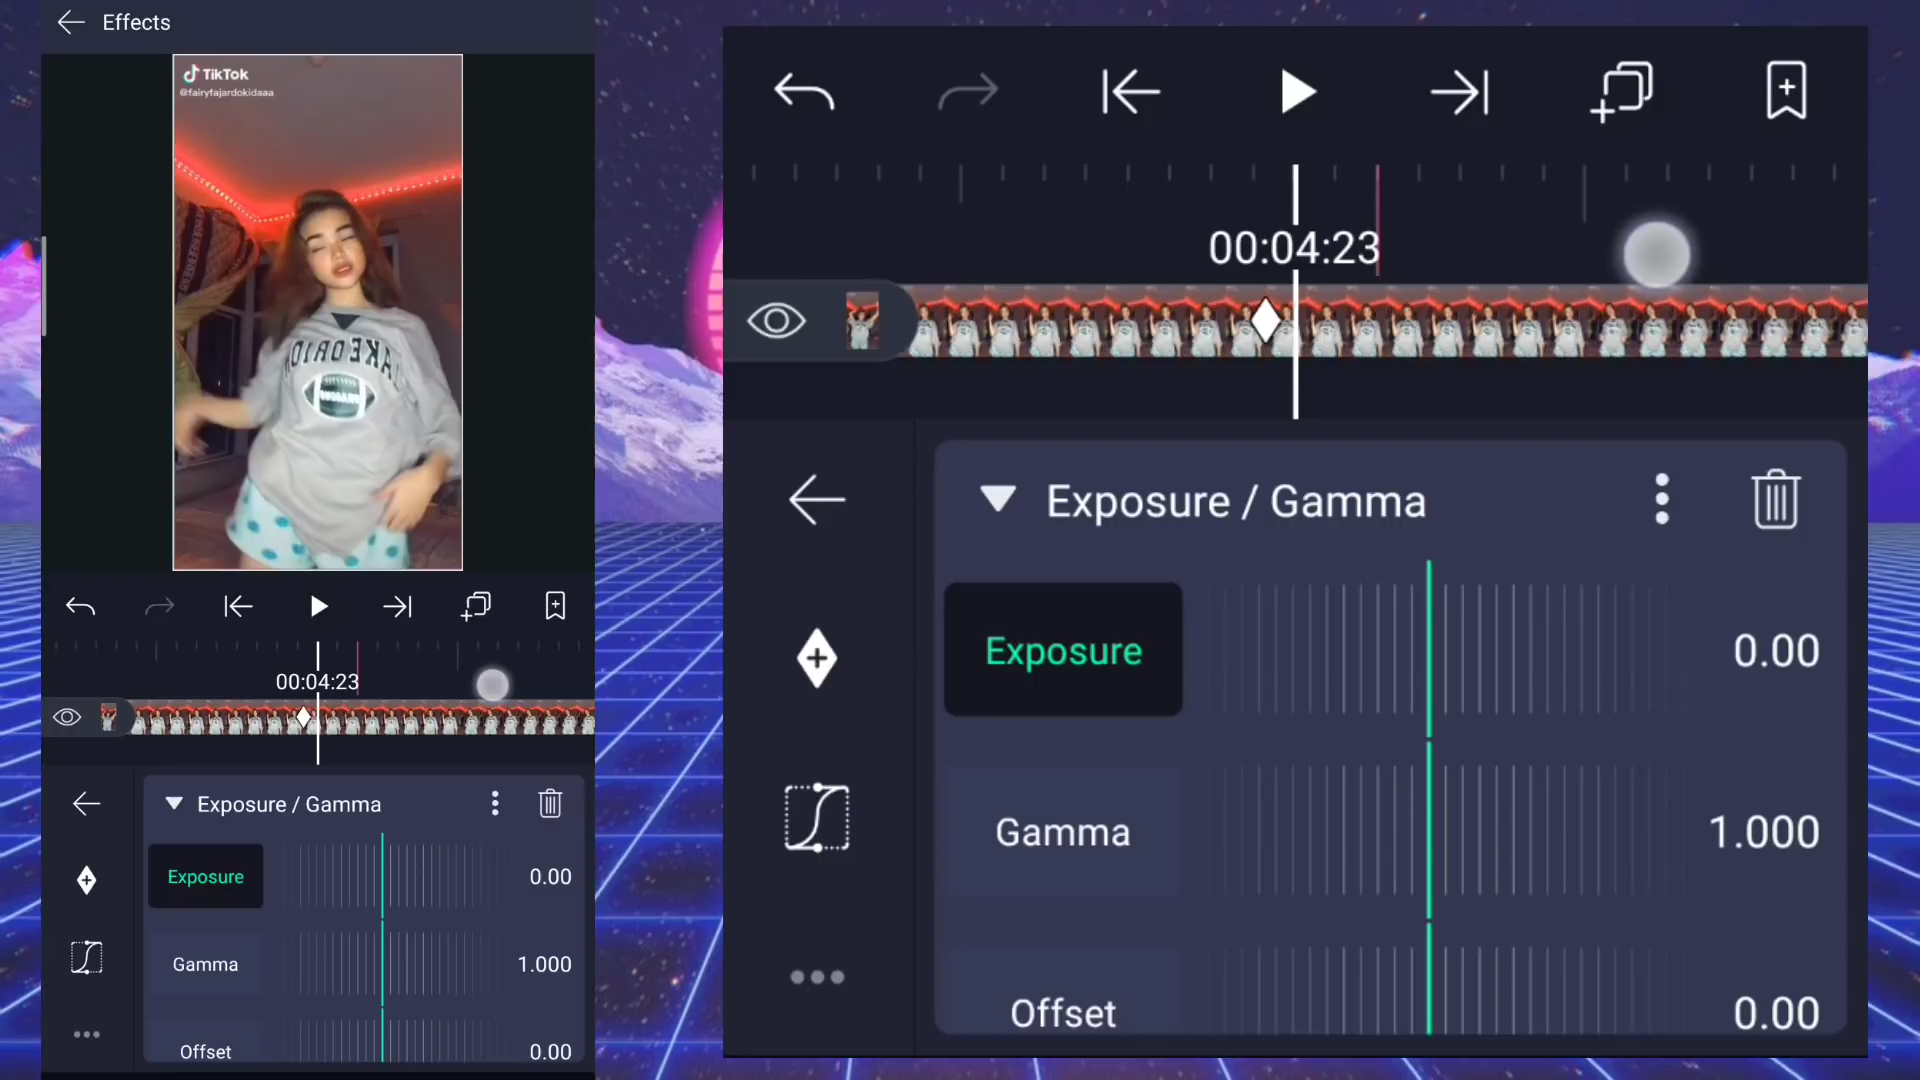 Effects
TikTok
@fairyfajardokidaaa
00:04:23
Exposure / Gamma
Exposure
0.00
Gamma
1.000
Offset
0.00
00:04:23
Exposure / Gamma
Exposure
0.00
Gamma
1.000
Offset
0.00